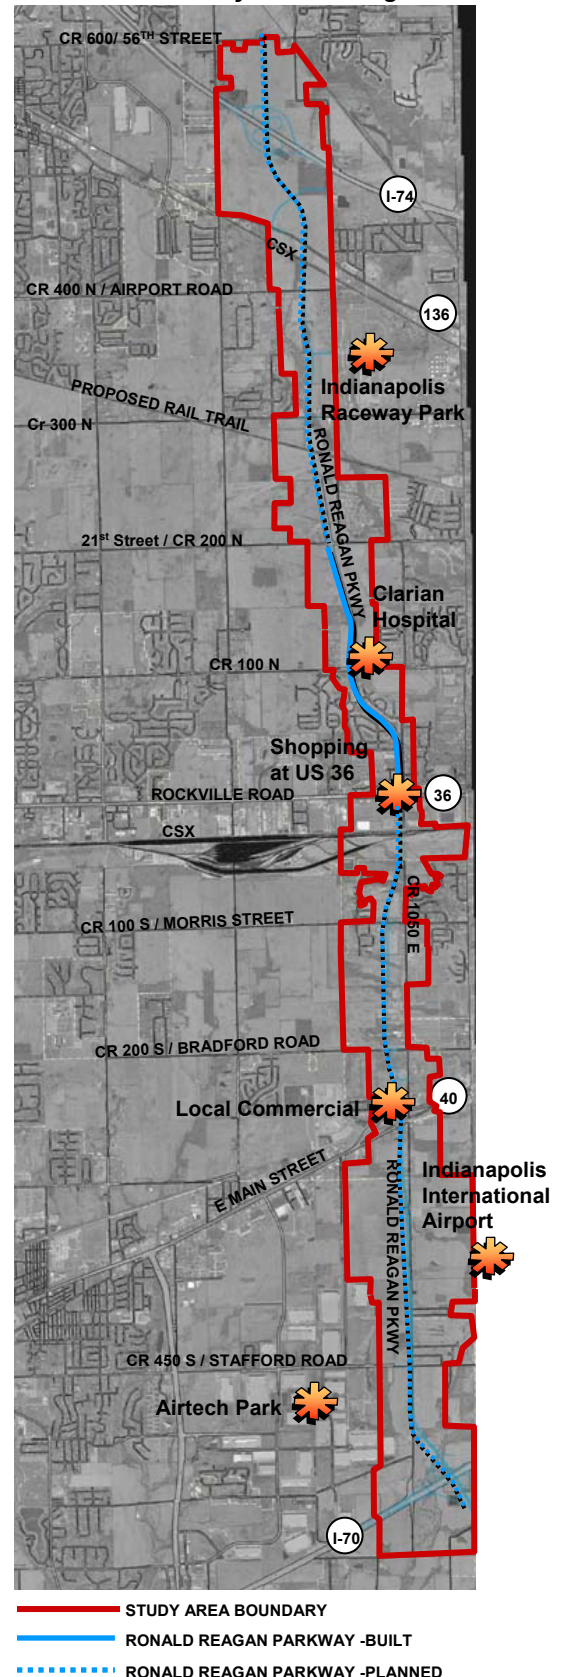 CR 600/ 56TH STREET
I-74
CSX
CR 400 N / AIRPORT ROAD
136
Indianapolis
Raceway Park
PROPOSED RAIL TRAIL
Cr 300 N
RONALD REAGAN PKWY
21st Street / CR 200 N
Clarian
Hospital
CR 100 N
Shopping
at US 36
ROCKVILLE ROAD
36
CSX
CR 1050 E
CR 100 S / MORRIS STREET
CR 200 S / BRADFORD ROAD
40
Local Commercial
E MAIN STREET
Indianapolis
International
Airport
RONALD REAGAN PKWY
CR 450 S / STAFFORD ROAD
Airtech Park
I-70
STUDY AREA BOUNDARY
RONALD REAGAN PARKWAY -BUILT
RONALD REAGAN PARKWAY -PLANNED